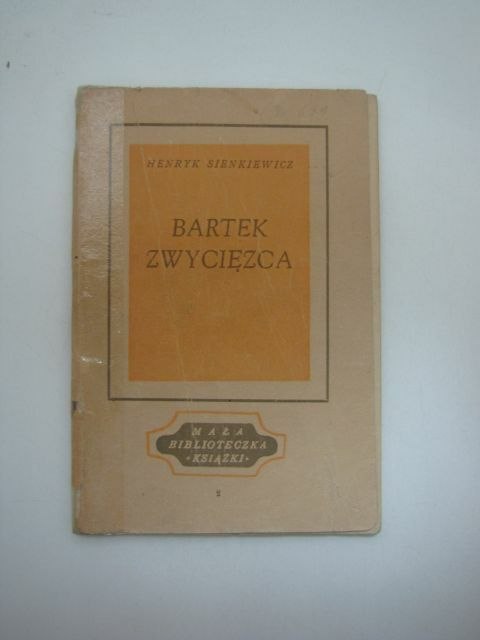 HENRYK SIENKIEWICZ
BARTEK
ZWYCIĘZCA
MAŁA
BIBLIOTECZKA
KSIĄŻKI